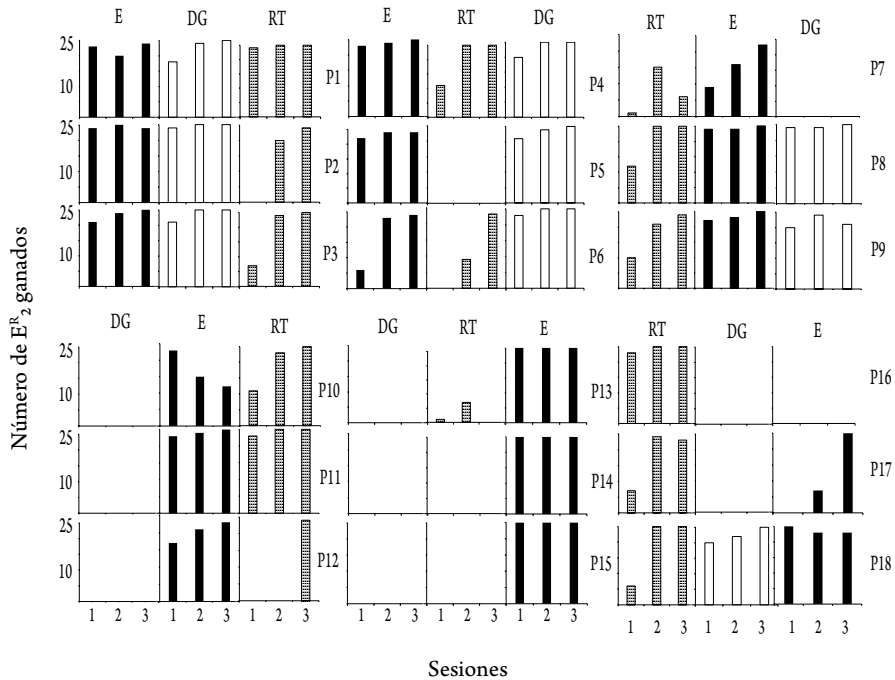 E DG RT E RT DG RT E DG
25
10
P1 P4 P7
25
10
P2 P5 P8
25
10
P3 P6 P9
Número de E^R_2 ganados
DG E RT DG RT E RT DG E
25
10
P10 P13 P16
25
10
P11 P14 P17
25
10
P12 P15 P18
1 2 3 1 2 3 1 2 3 1 2 3 1 2 3 1 2 3 1 2 3 1 2 3 1 2 3
Sesiones